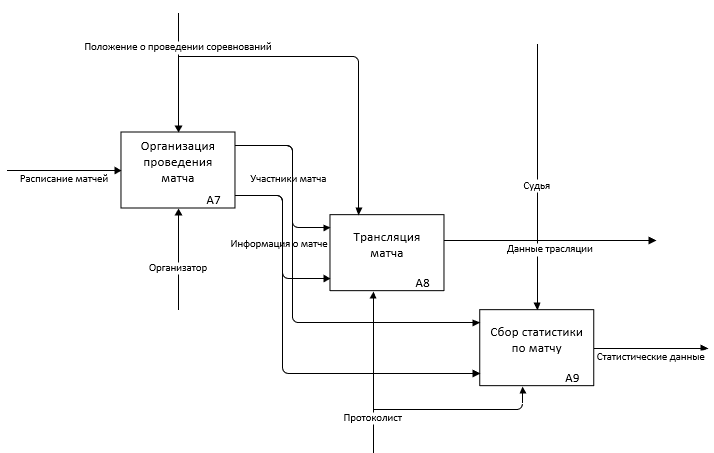 Положение о проведении соревнований
Организация
проведения
матча
A7
Расписание матчей
Участники матча
Судья
Информация о матче
Трансляция
матча
A8
Данные трасляции
Организатор
Сбор статистики
по матчу
A9
Статистические данные
Протоколист